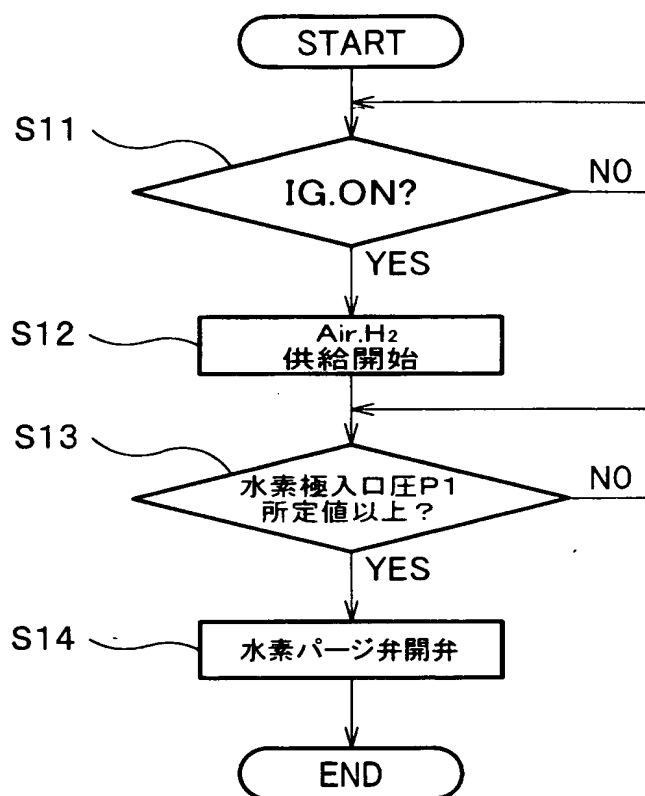 START
S11
IG.ON?
NO
YES
S12
Air.H₂
供給開始
S13
水素極入口圧P1
所定値以上?
NO
YES
S14
水素パージ弁開弁
END